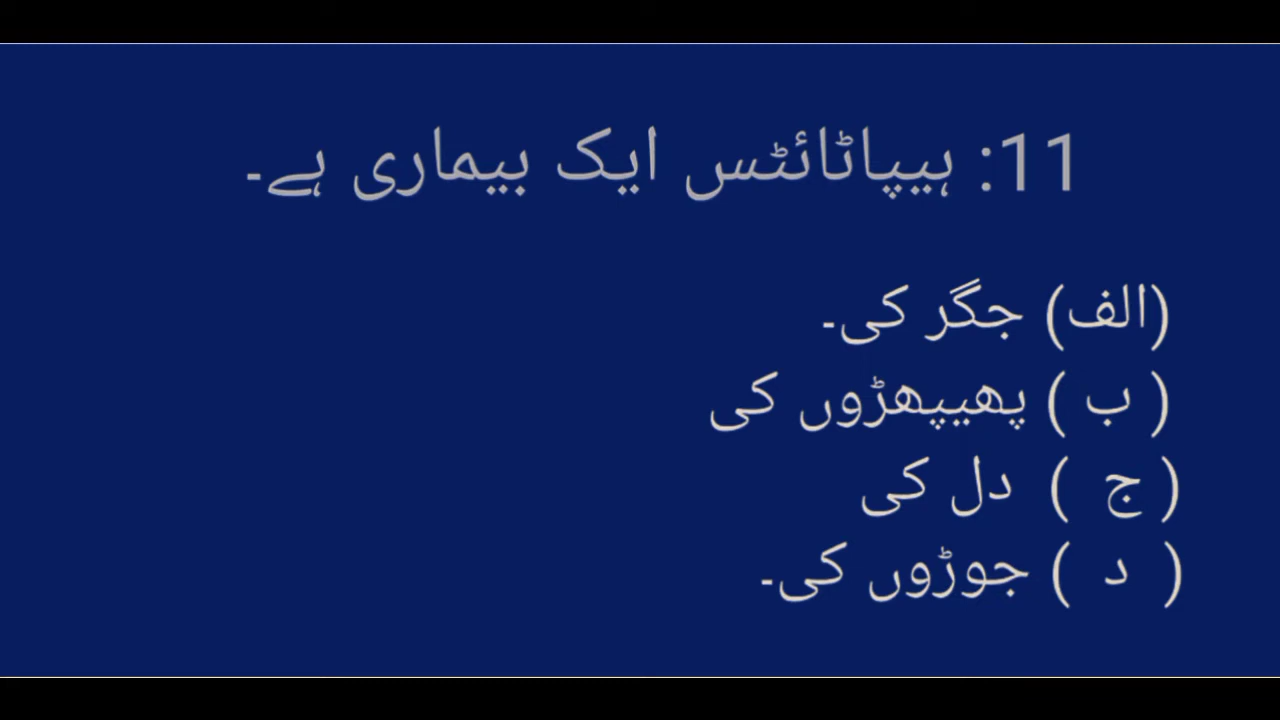 11: ہیپاٹائٹس ایک بیماری ہے۔
(الف) جگر کی۔
( ب ) پھیپھڑوں کی
( ج ) دل کی
( د ) جوڑوں کی۔